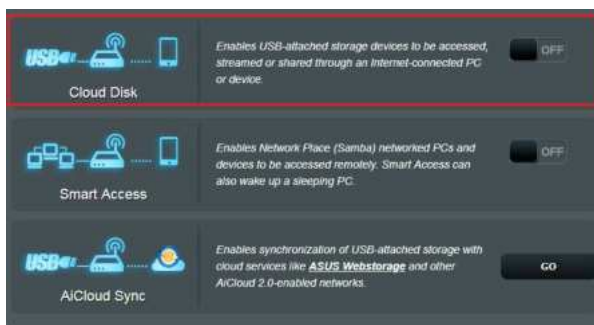 USB
Cloud Disk
Enables USB-attached storage devices to be accessed,
streamed or shared through an Internet-connected PC
or device.
OFF
Smart Access
Enables Network Place (Samba) networked PCs and
devices to be accessed remotely. Smart Access can
also wake up a sleeping PC.
OFF
USB
AiCloud Sync
Enables synchronization of USB-attached storage with
cloud services like ASUS Webstorage and other
AiCloud 2.0-enabled networks.
GO